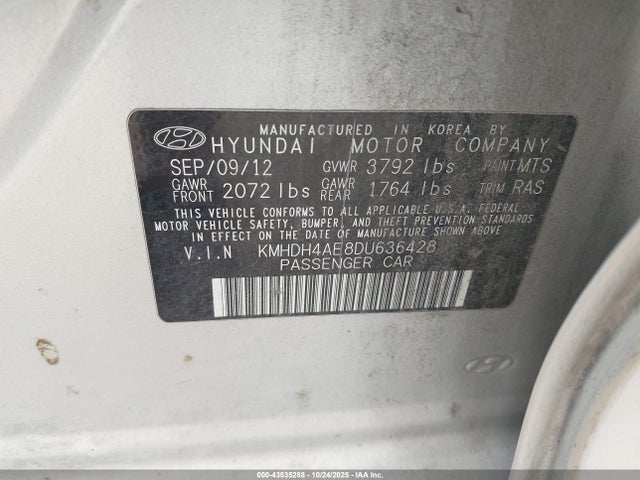 MANUFACTURED IN KOREA BY
HYUNDAI MOTOR COMPANY
SEP/09/12 GVWR 3792 lbs PAINT MTS
GAWR FRONT 2072 lbs GAWR REAR 1764 lbs TRIM RAS
THIS VEHICLE CONFORMS TO ALL APPLICABLE U.S.A. FEDERAL
MOTOR VEHICLE SAFETY, BUMPER, AND THEFT PREVENTION STANDARDS
IN EFFECT ON THE DATE OF MANUFACTURE SHOWN ABOVE.
V.I.N KMHDH4AE8DU636428
PASSENGER CAR
000-43535288 - 10/24/2025 - IAA Inc.